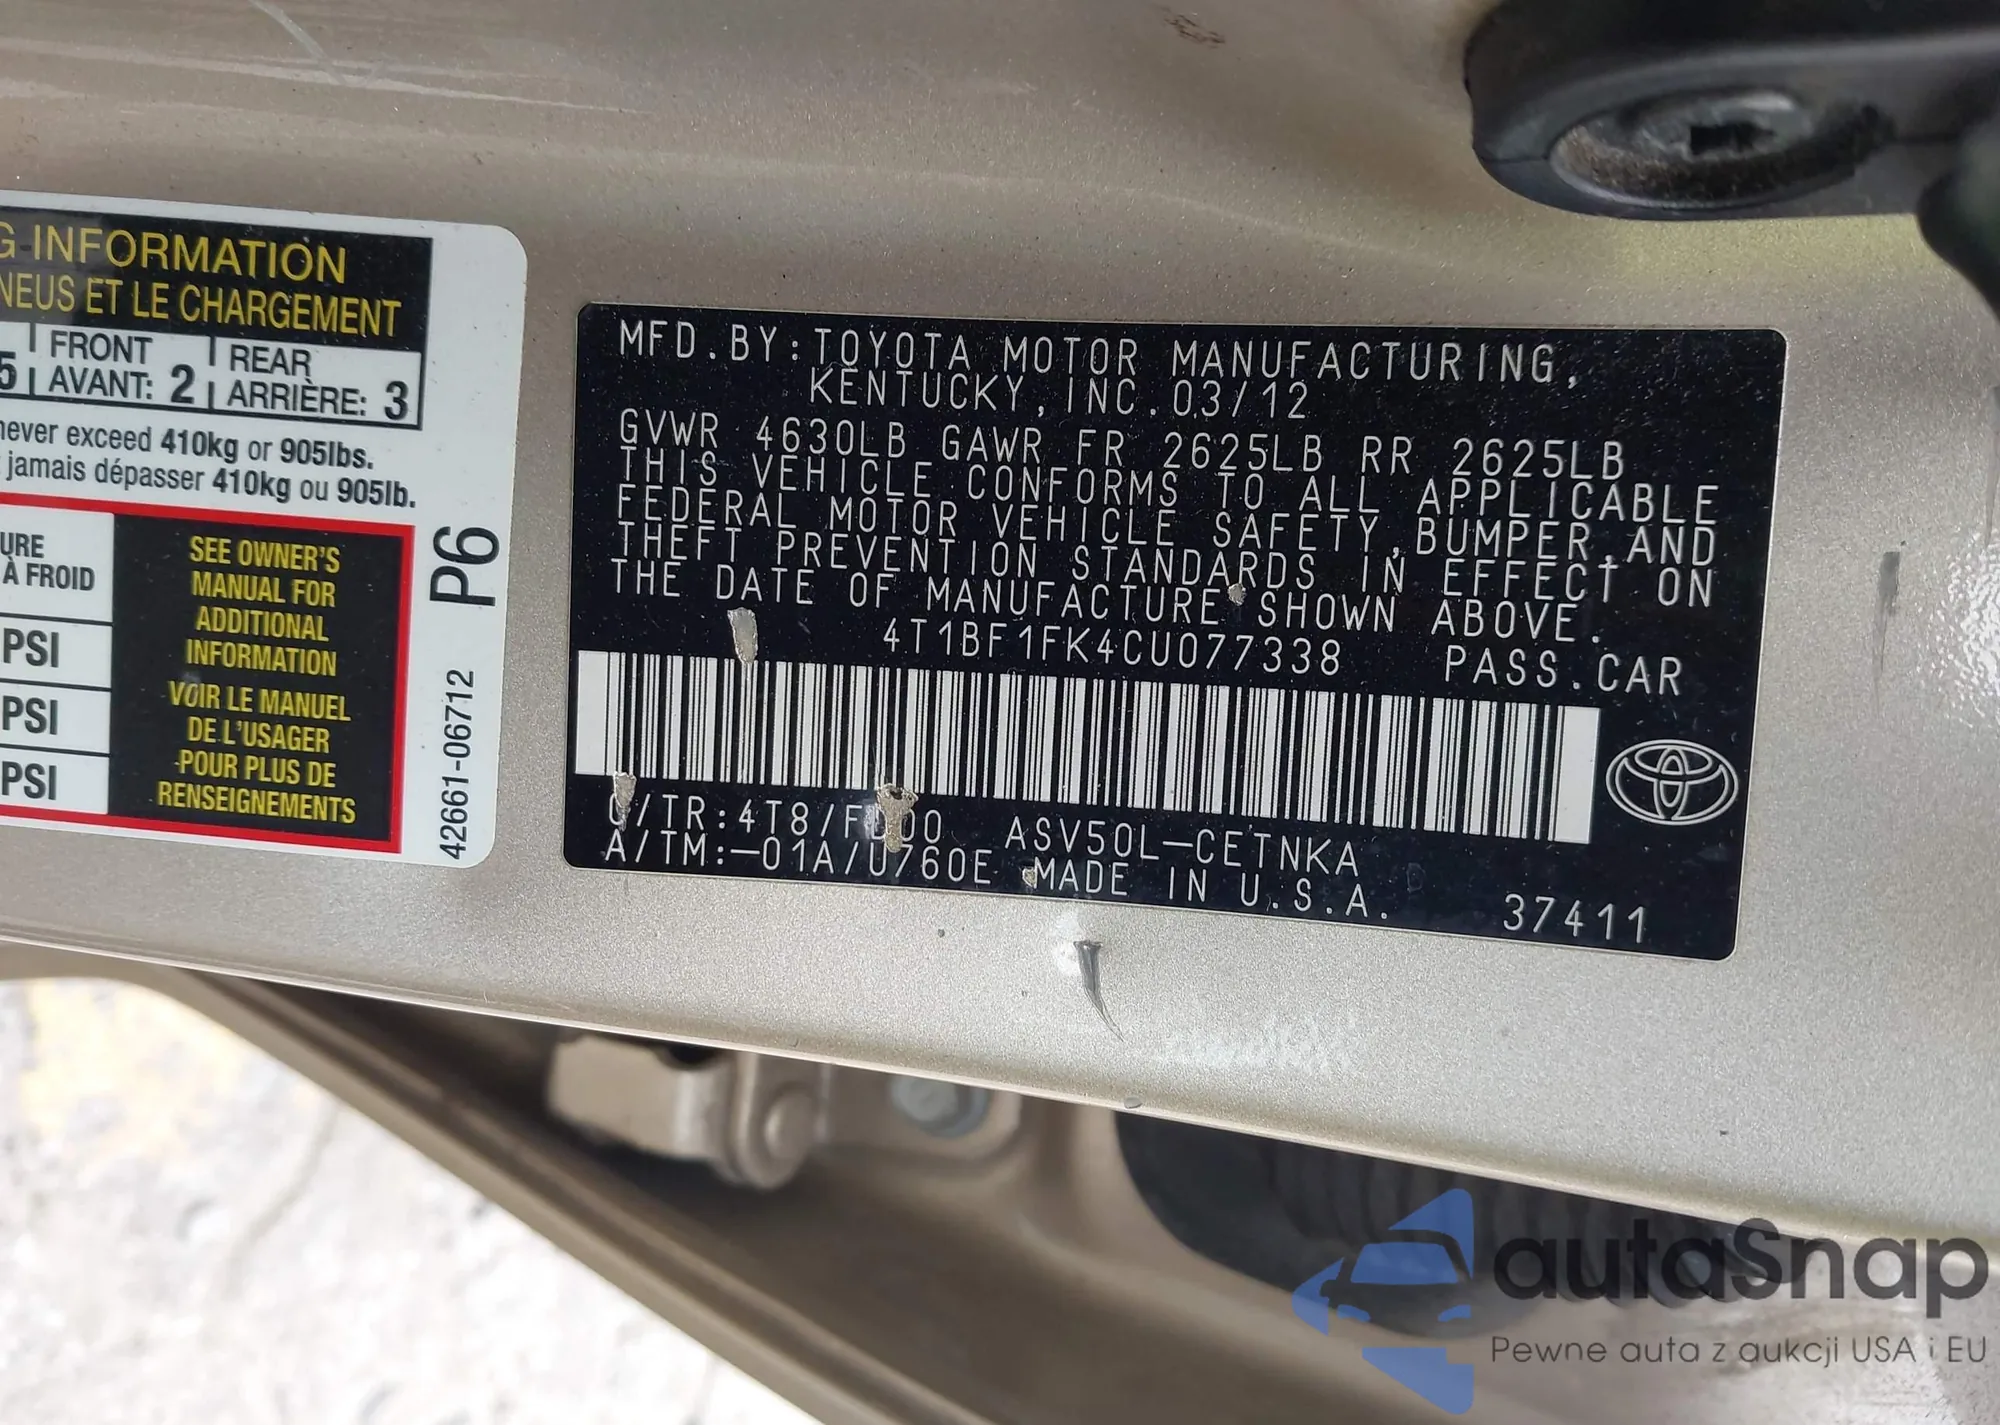 G INFORMATION
NEUS ET LE CHARGEMENT
5 FRONT AVANT: 2 REAR ARRIÈRE: 3
never exceed 410kg or 905lbs.
jamais dépasser 410kg ou 905lb.
URE
À FROID
PSI
PSI
PSI
SEE OWNER'S
MANUAL FOR
ADDITIONAL
INFORMATION
VOIR LE MANUEL
DE L'USAGER
POUR PLUS DE
RENSEIGNEMENTS
P6
42661-06712
MFD.BY:TOYOTA MOTOR MANUFACTURING,
KENTUCKY,INC.03/12
GVWR 4630LB GAWR FR 2625LB RR 2625LB
THIS VEHICLE CONFORMS TO ALL APPLICABLE
FEDERAL MOTOR VEHICLE SAFETY,BUMPER,AND
THEFT PREVENTION STANDARDS IN EFFECT ON
THE DATE OF MANUFACTURE SHOWN ABOVE.
4T1BF1FK4CU077338 PASS.CAR
C/TR:4T8/F 00 ASV50L-CETNKA
A/TM:-01A/U760E MADE IN U.S.A. 37411
autaSnap
Pewne auta z aukcji USA i EU